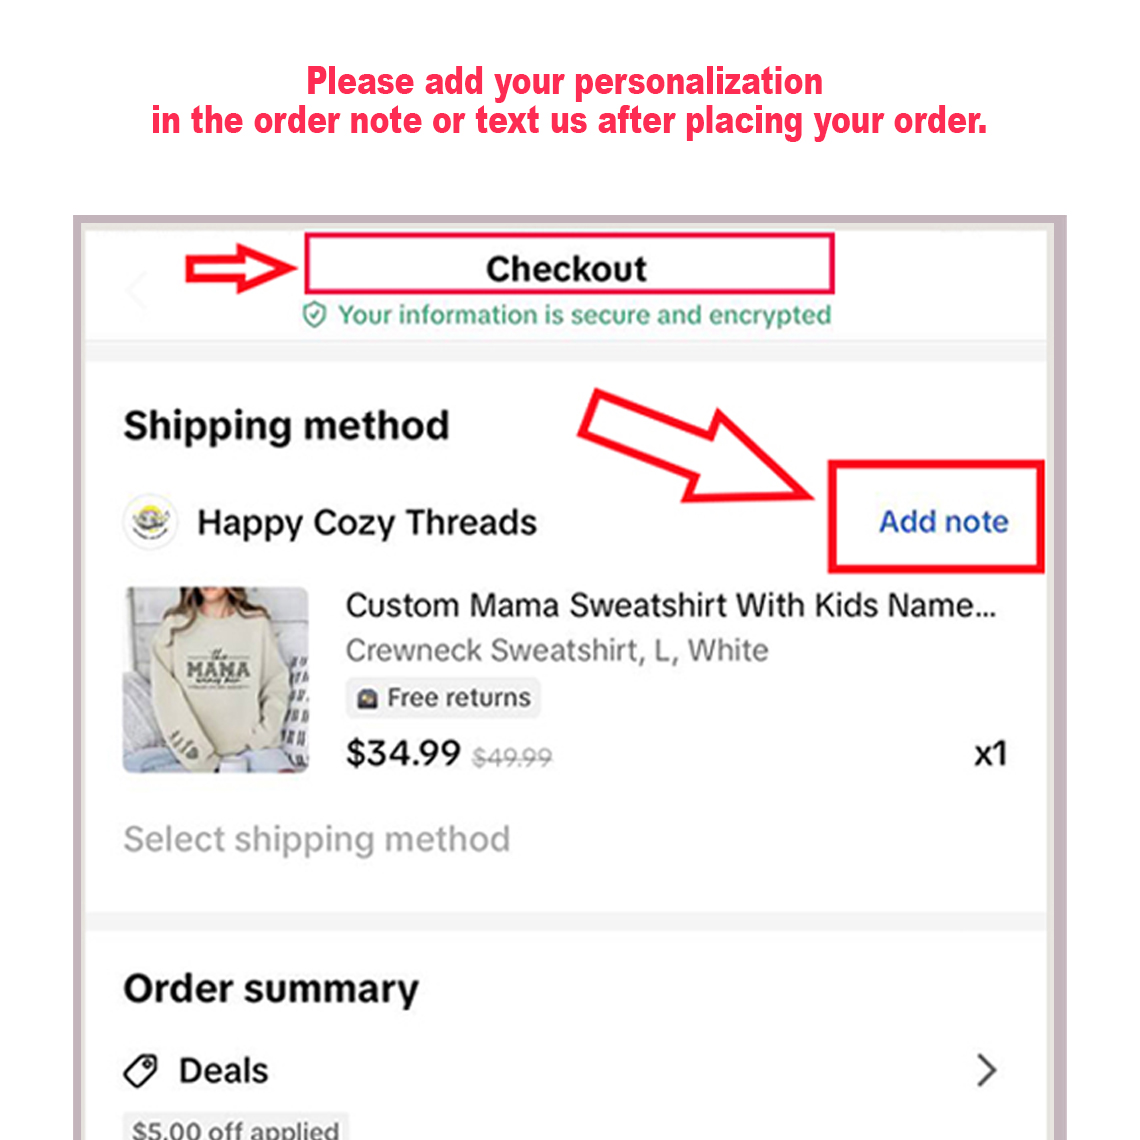 Please add your personalization
in the order note or text us after placing your order.
Checkout
Your information is secure and encrypted
Shipping method
Happy Cozy Threads
Add note
Custom Mama Sweatshirt With Kids Name...
Crewneck Sweatshirt, L, White
Free returns
the
MAMA
$34.99 $49.99
x1
Select shipping method
Order summary
Deals
$5.00 off applied